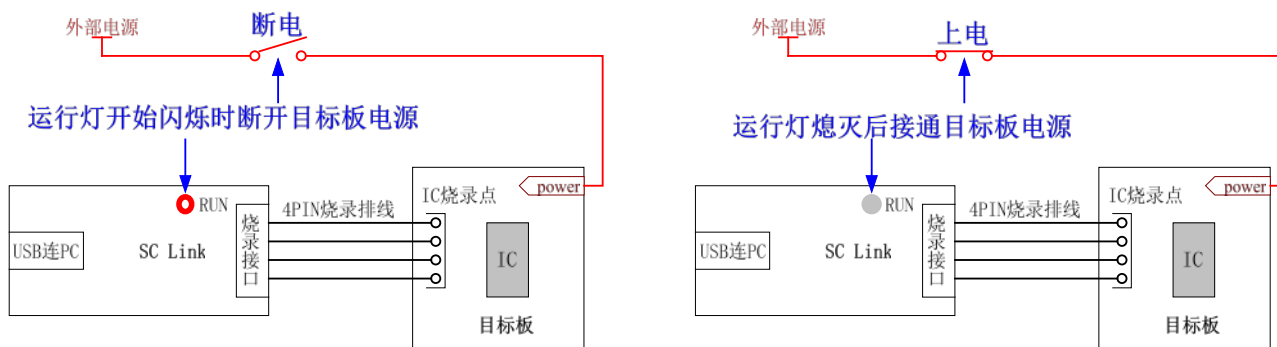 外部电源
断电
运行灯开始闪烁时断开目标板电源
IC烧录点
power
RUN
4PIN烧录排线
烧录接口
USB连PC
SC Link
IC
目标板
外部电源
上电
运行灯熄灭后接通目标板电源
IC烧录点
power
RUN
4PIN烧录排线
烧录接口
USB连PC
SC Link
IC
目标板